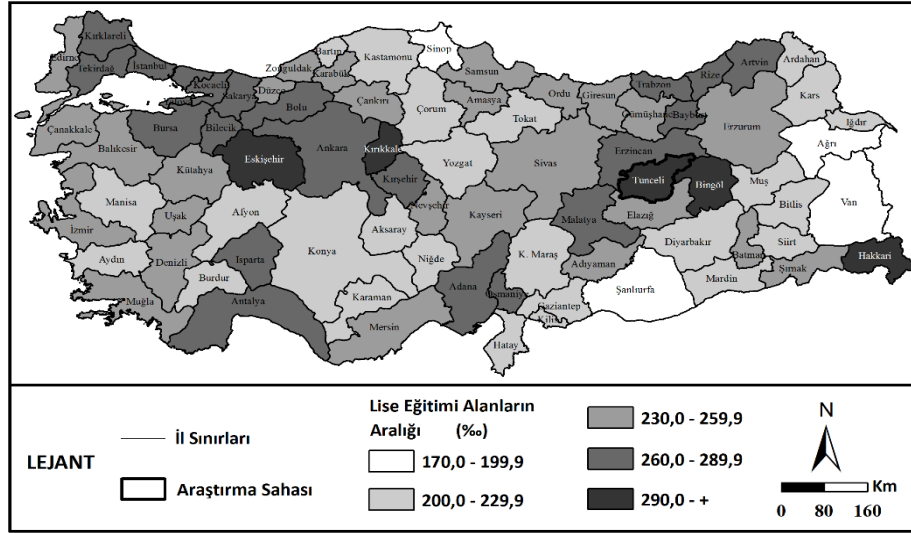 Kırklareli
Edirne
Tekirdağ
İstanbul
Kocaeli
Sakarya
Yalova
Düzce
Zonguldak
Bartın
Karabük
Kastamonu
Sinop
Samsun
Bolu
Çankırı
Çorum
Amasya
Tokat
Ordu
Giresun
Trabzon
Rize
Artvin
Ardahan
Kars
Gümüşhane
Bayburt
Erzurum
Iğdır
Ağrı
Çanakkale
Balıkesir
Bursa
Bilecik
Eskişehir
Ankara
Kırıkkale
Kırşehir
Yozgat
Sivas
Erzincan
Tunceli
Bingöl
Muş
Bitlis
Van
Kütahya
Manisa
Uşak
Afyon
İzmir
Aydın
Denizli
Isparta
Burdur
Muğla
Antalya
Konya
Aksaray
Nevşehir
Kayseri
Niğde
Karaman
Mersin
Adana
Osmaniye
K. Maraş
Malatya
Elazığ
Adıyaman
Gaziantep
Kilis
Hatay
Şanlıurfa
Diyarbakır
Mardin
Batman
Siirt
Şırnak
Hakkari
LEJANT
İl Sınırları
Araştırma Sahası
Lise Eğitimi Alanların
Aralığı (‰)
170,0 - 199,9
200,0 - 229,9
230,0 - 259,9
260,0 - 289,9
290,0 - +
N
Km
0 80 160